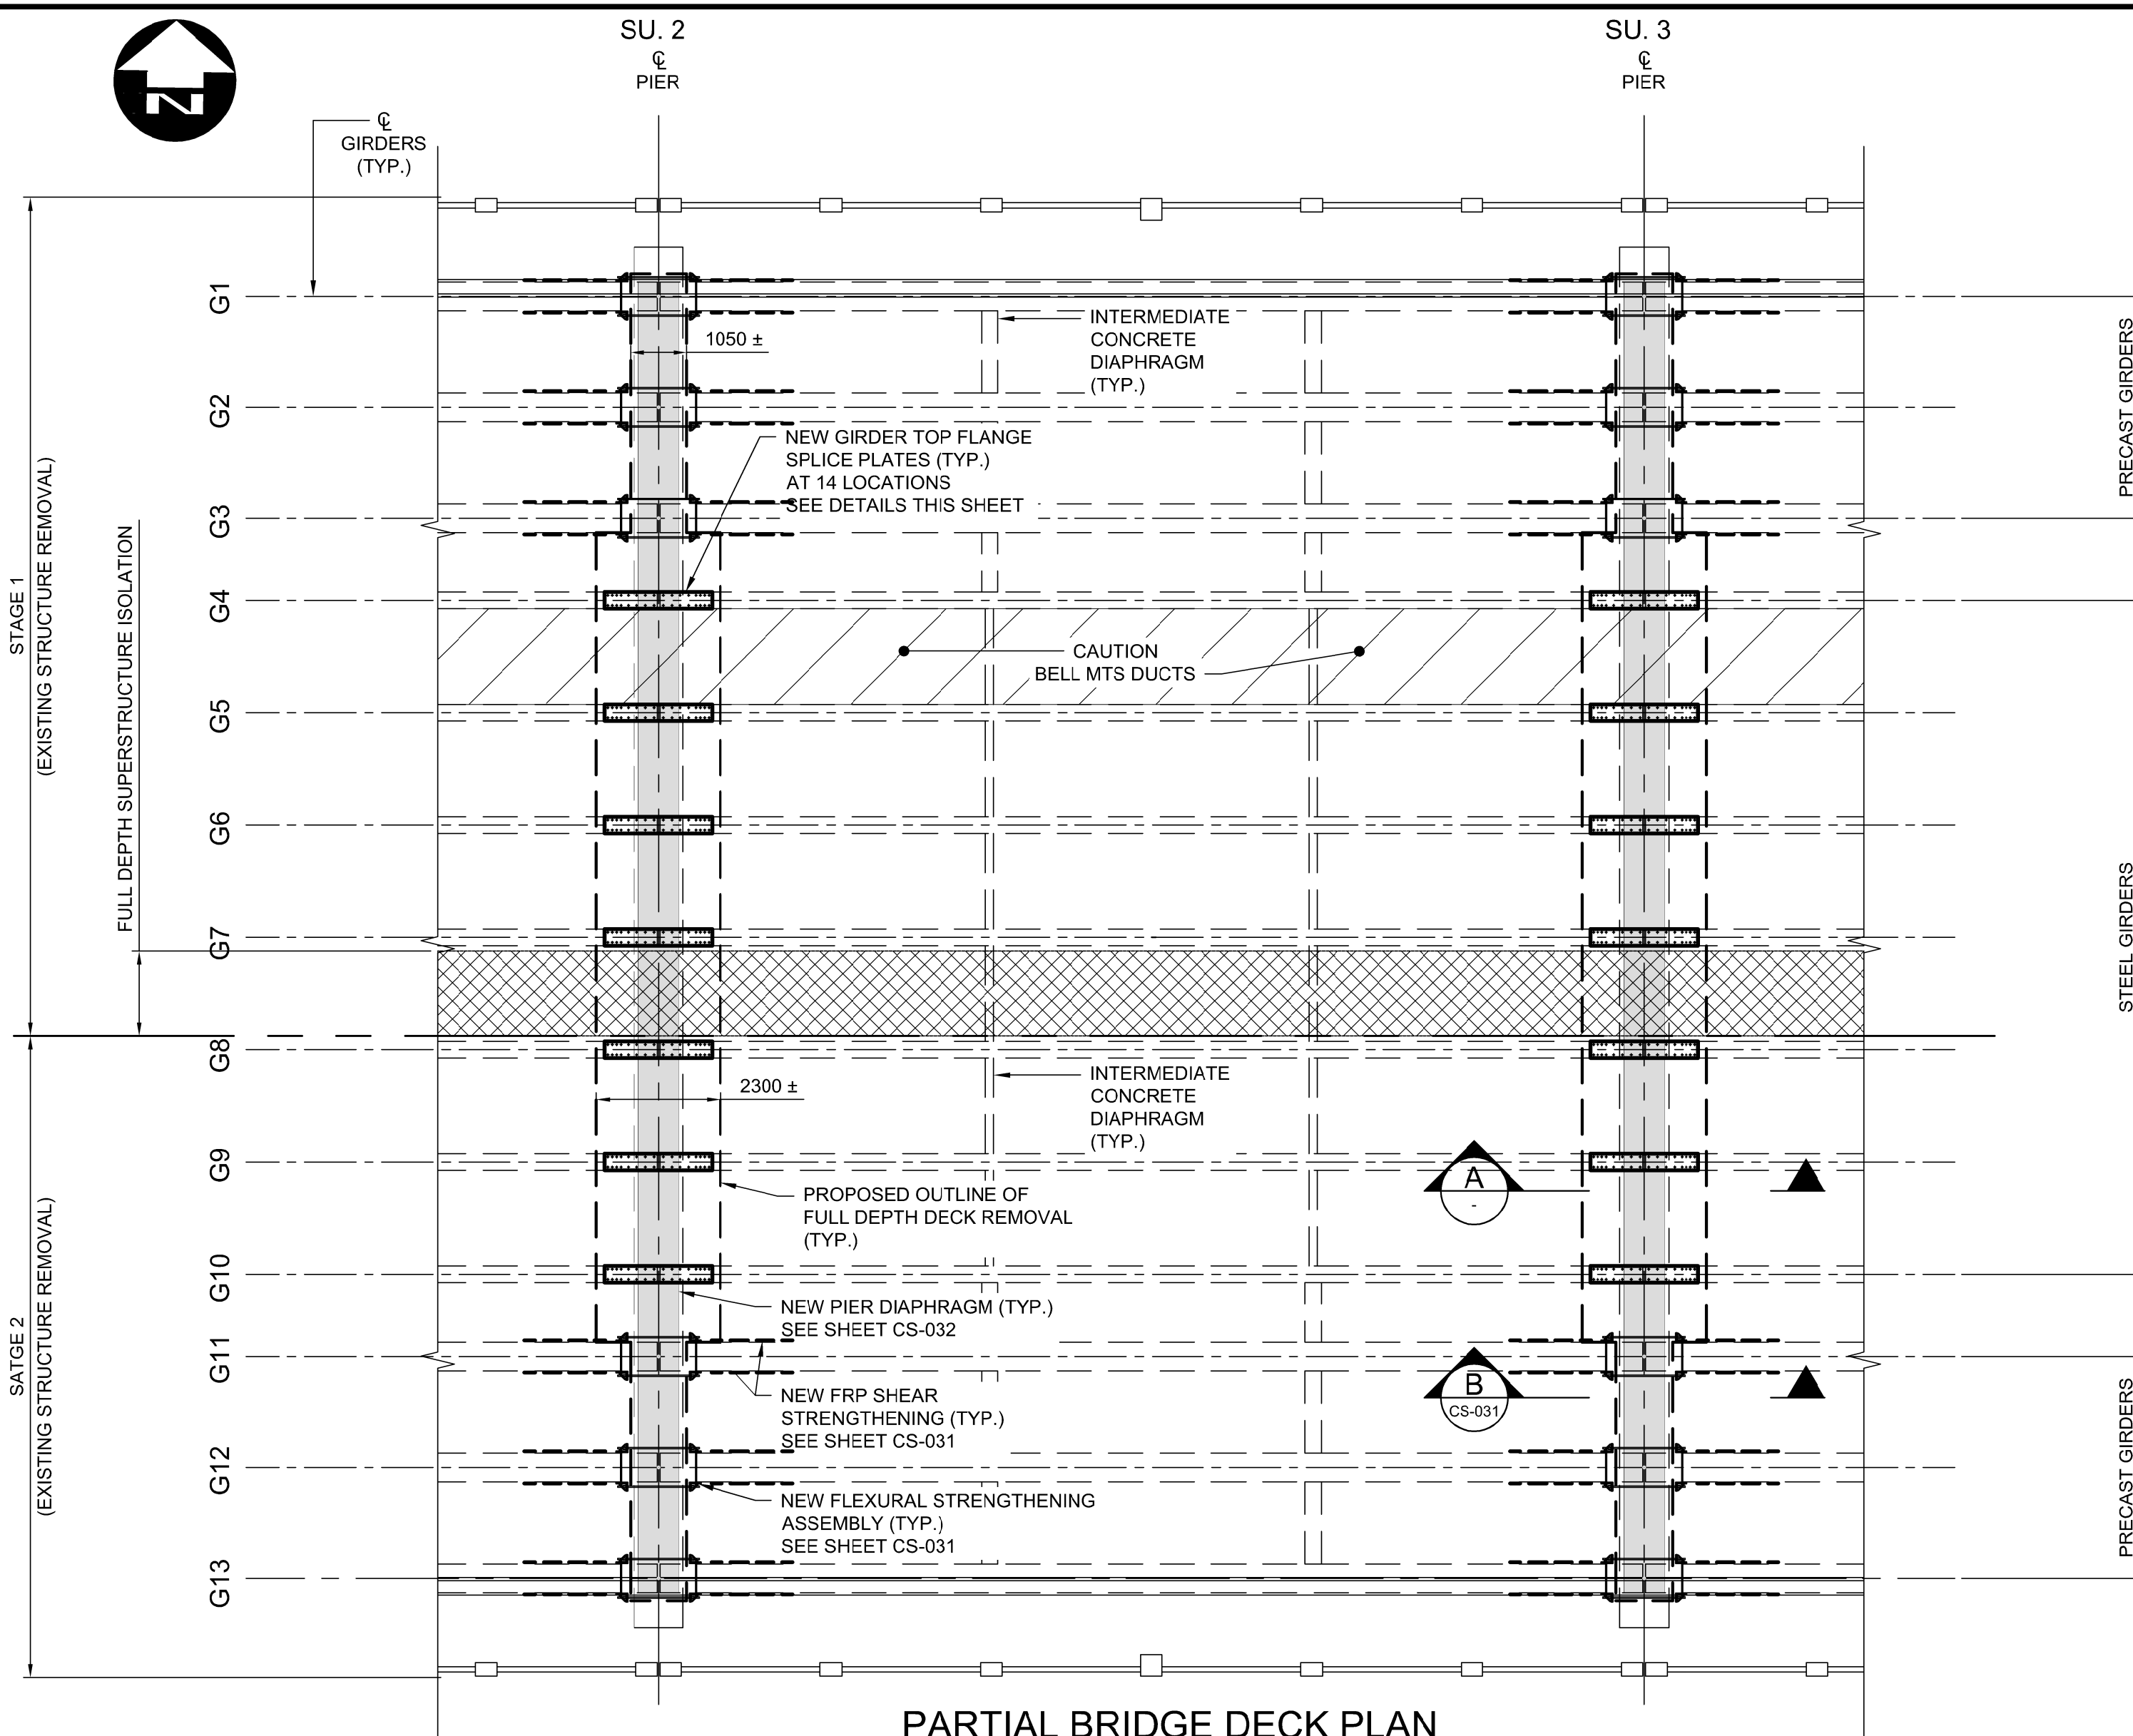 SU. 2
℄
PIER
SU. 3
℄
PIER
N
℄
GIRDERS
(TYP.)
G1
G2
G3
G4
G5
G6
G7
G8
G9
G10
G11
G12
G13
STAGE 1
(EXISTING STRUCTURE REMOVAL)
FULL DEPTH SUPERSTRUCTURE ISOLATION
SATGE 2
(EXISTING STRUCTURE REMOVAL)
1050 ±
INTERMEDIATE
CONCRETE
DIAPHRAGM
(TYP.)
NEW GIRDER TOP FLANGE
SPLICE PLATES (TYP.)
AT 14 LOCATIONS
SEE DETAILS THIS SHEET
CAUTION
BELL MTS DUCTS
2300 ±
INTERMEDIATE
CONCRETE
DIAPHRAGM
(TYP.)
PROPOSED OUTLINE OF
FULL DEPTH DECK REMOVAL
(TYP.)
A
-
NEW PIER DIAPHRAGM (TYP.)
SEE SHEET CS-032
NEW FRP SHEAR
STRENGTHENING (TYP.)
SEE SHEET CS-031
B
CS-031
NEW FLEXURAL STRENGTHENING
ASSEMBLY (TYP.)
SEE SHEET CS-031
PRECAST GIRDERS
STEEL GIRDERS
PRECAST GIRDERS
PARTIAL BRIDGE DECK PLAN